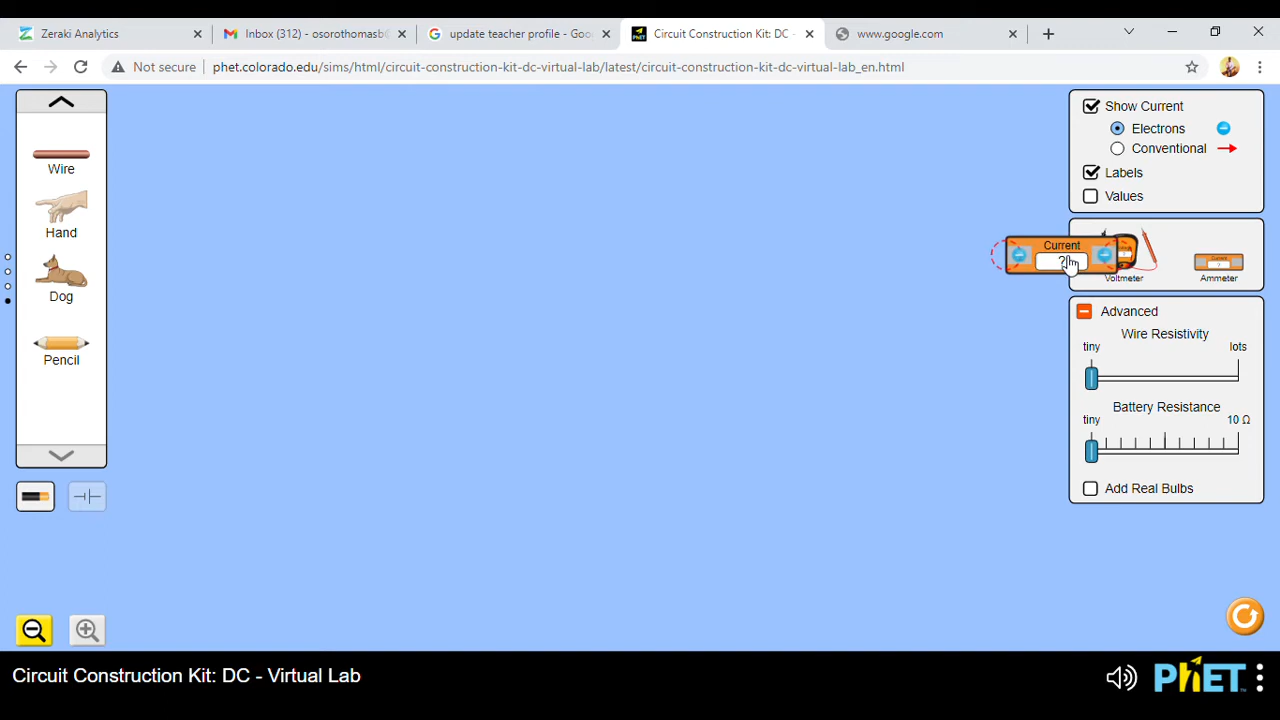 Zeraki Analytics
Inbox (312) - osorothomasb@
update teacher profile - Goo
Circuit Construction Kit: DC -
www.google.com
Not secure
phet.colorado.edu/sims/html/circuit-construction-kit-dc-virtual-lab/latest/circuit-construction-kit-dc-virtual-lab_en.html
Wire
Hand
Dog
Pencil
Show Current
Electrons
Conventional
Labels
Values
Current
?
Voltmeter
Current
?
Ammeter
Advanced
Wire Resistivity
tiny lots
Battery Resistance
tiny 10 Ω
Add Real Bulbs
Circuit Construction Kit: DC - Virtual Lab
PhET